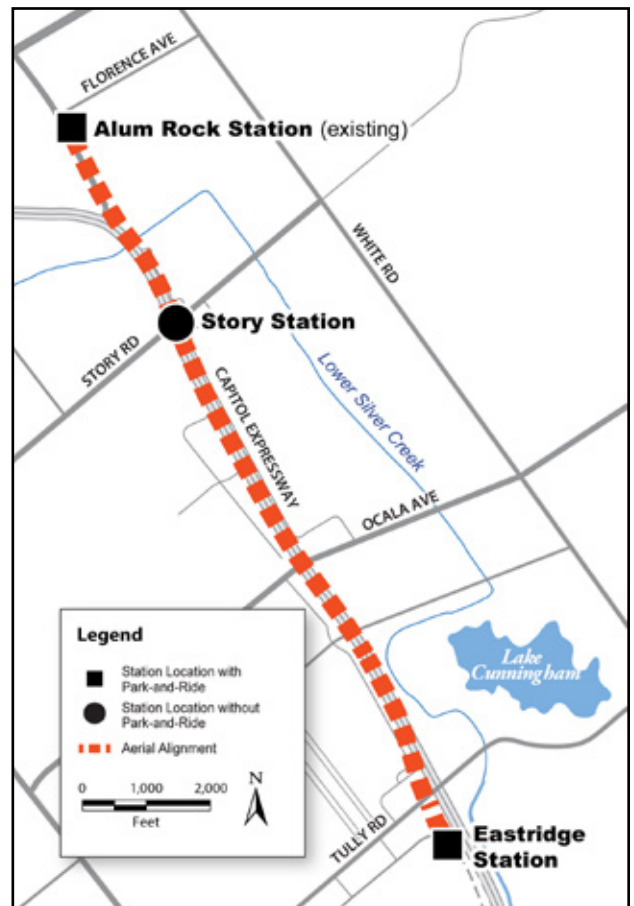 FLORENCE AVE
Alum Rock Station (existing)
WHITE RD
Story Station
STORY RD
CAPITOL EXPRESSWAY
Lower Silver Creek
OCALA AVE
Lake
Cunningham
Legend
Station Location with
Park-and-Ride
Station Location without
Park-and-Ride
Aerial Alignment
0 1,000 2,000
Feet
N
TULLY RD
Eastridge
Station